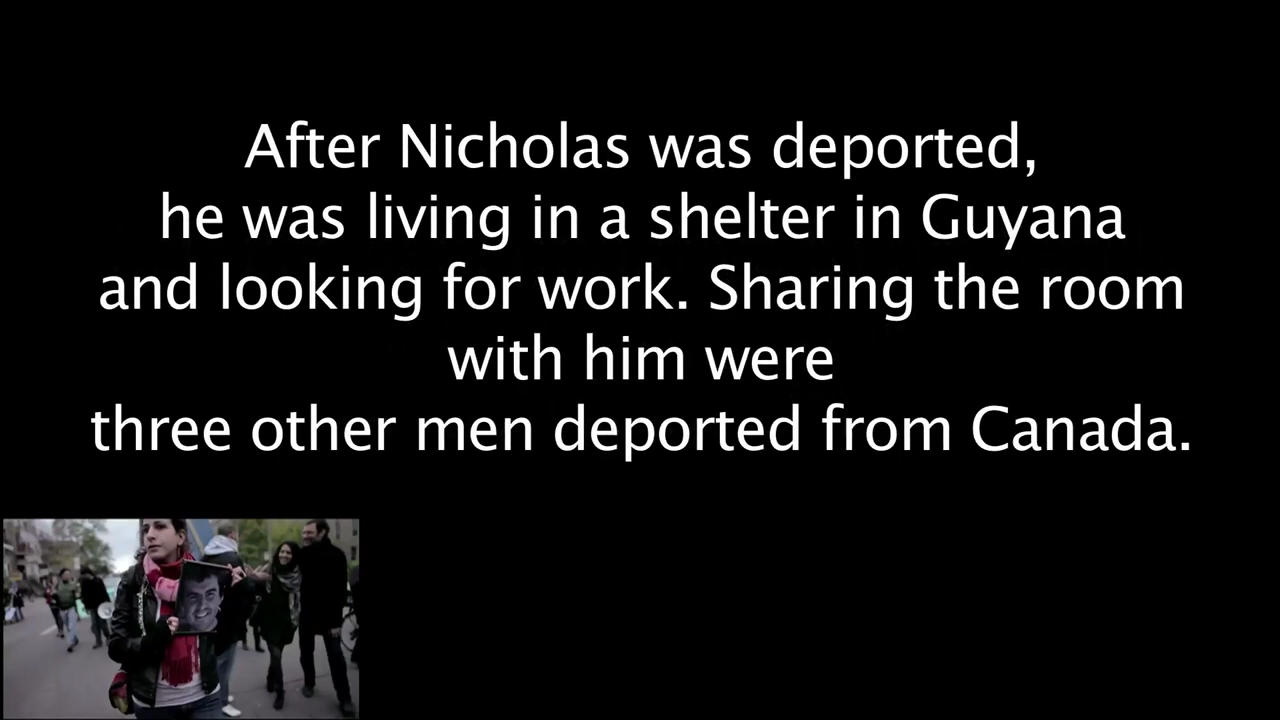 After Nicholas was deported,
he was living in a shelter in Guyana
and looking for work. Sharing the room
with him were
three other men deported from Canada.